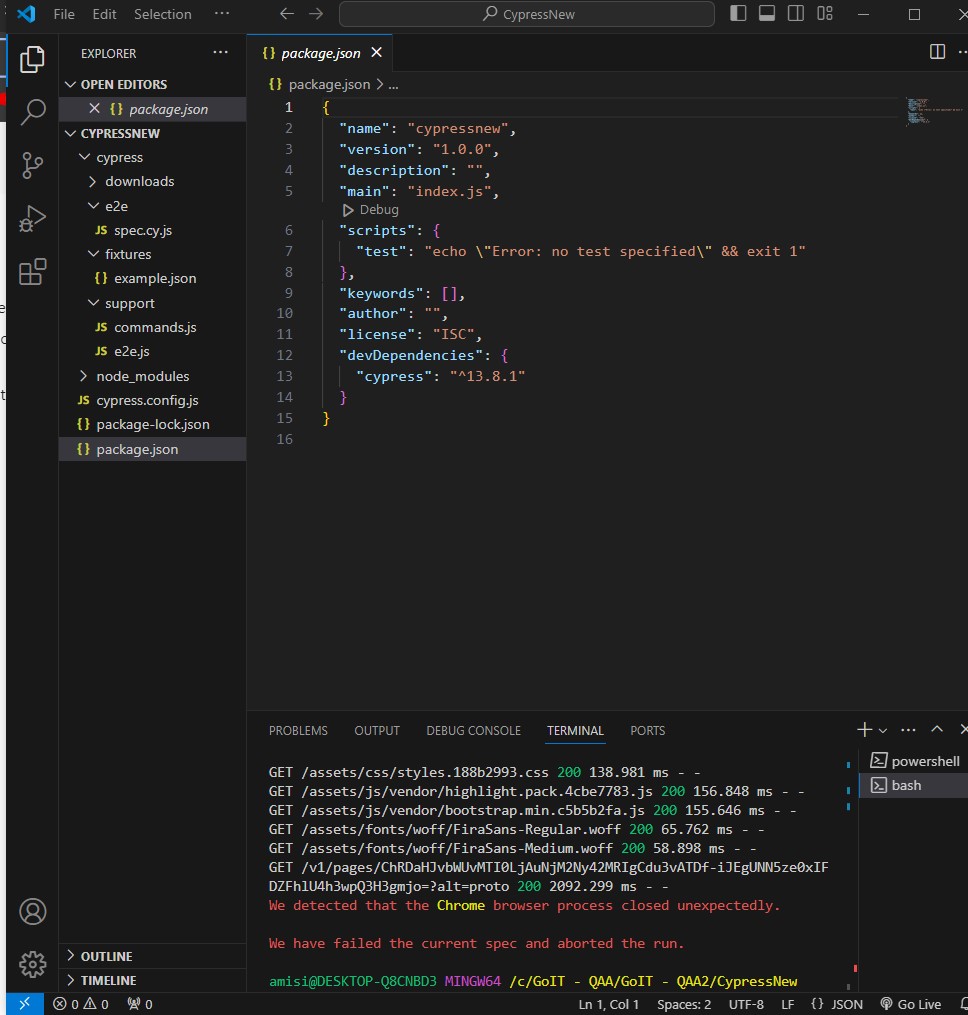 File Edit Selection ··· CypressNew
EXPLORER ···
OPEN EDITORS
{} package.json
CYPRESSNEW
cypress
downloads
e2e
JS spec.cy.js
fixtures
{} example.json
support
JS commands.js
JS e2e.js
node_modules
JS cypress.config.js
{} package-lock.json
{} package.json
OUTLINE
TIMELINE
{} package.json
{} package.json > ...
1 {
2 "name": "cypressnew",
3 "version": "1.0.0",
4 "description": "",
5 "main": "index.js",
Debug
6 "scripts": {
7 "test": "echo \"Error: no test specified\" && exit 1"
8 },
9 "keywords": [],
10 "author": "",
11 "license": "ISC",
12 "devDependencies": {
13 "cypress": "^13.8.1"
14 }
15 }
16
PROBLEMS OUTPUT DEBUG CONSOLE TERMINAL PORTS
GET /assets/css/styles.188b2993.css 200 138.981 ms - -
GET /assets/js/vendor/highlight.pack.4cbe7783.js 200 156.848 ms - -
GET /assets/js/vendor/bootstrap.min.c5b5b2fa.js 200 155.646 ms - -
GET /assets/fonts/woff/FiraSans-Regular.woff 200 65.762 ms - -
GET /assets/fonts/woff/FiraSans-Medium.woff 200 58.898 ms - -
GET /v1/pages/ChRDaHJvbWUvMTI0LjAuNjM2Ny42MRIgCdu3vATDf-iJEgUNN5ze0xIF
DZFhlU4h3wpQ3H3gmjo=?alt=proto 200 2092.299 ms - -
We detected that the Chrome browser process closed unexpectedly.
We have failed the current spec and aborted the run.
amisi@DESKTOP-Q8CNBD3 MINGW64 /c/GoIT - QAA/GoIT - QAA2/CypressNew
powershell
bash
0 0 0 Ln 1, Col 1 Spaces: 2 UTF-8 LF {} JSON Go Live